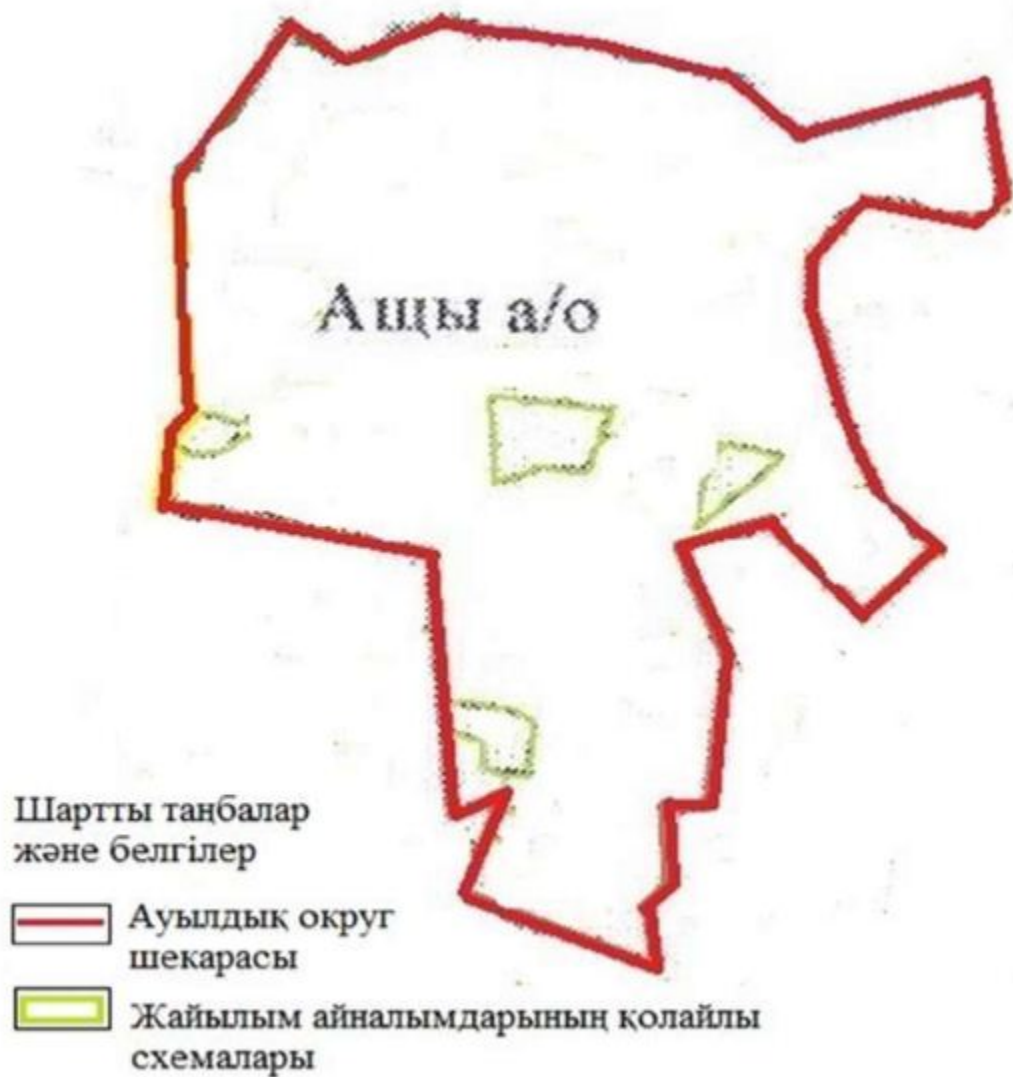 Ащы а/о
Шартты таңбалар
және белгілер
Ауылдық округ
шекарасы
Жайылым айналымдарының қолайлы
схемалары